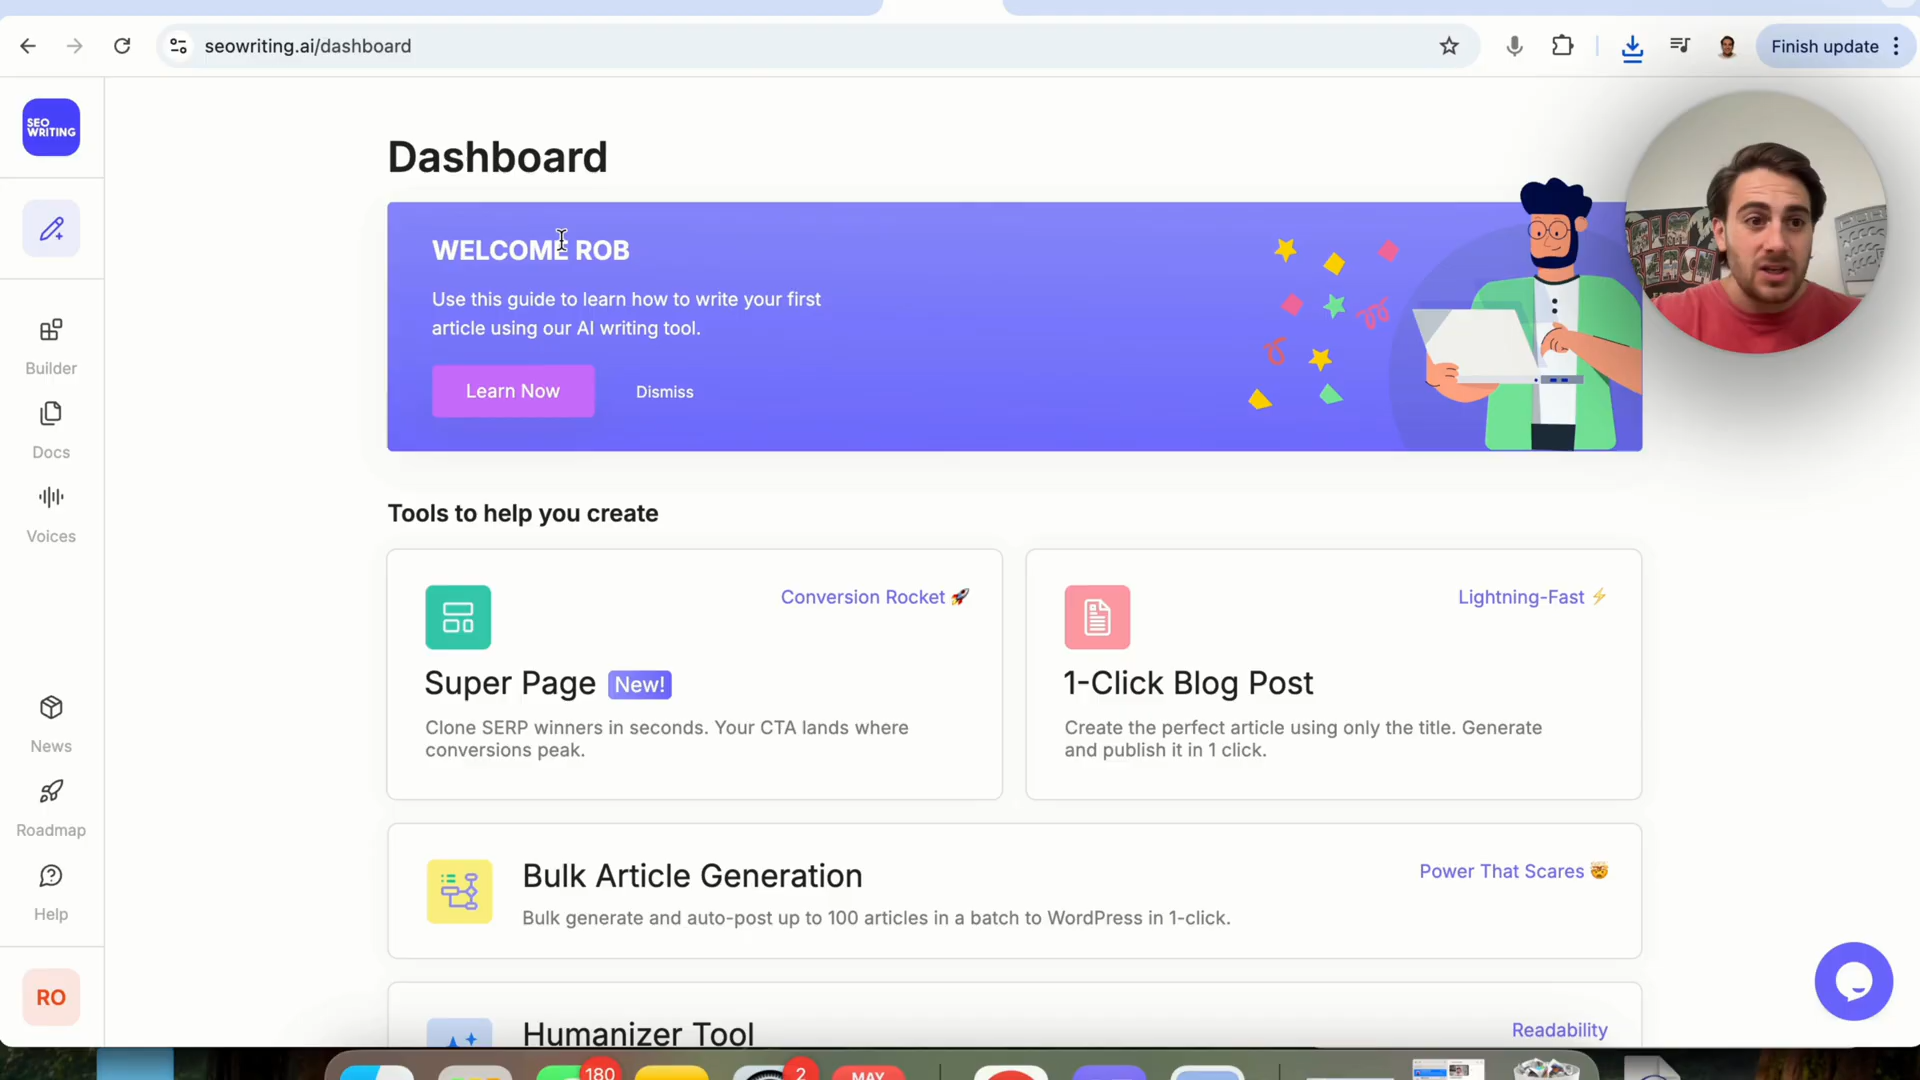 seowriting.ai/dashboard
Finish update
SEO
WRITING
Dashboard
WELCOME ROB
Use this guide to learn how to write your first
article using our AI writing tool.
Learn Now
Dismiss
Builder
Docs
Voices
News
Roadmap
Help
RO
Tools to help you create
Conversion Rocket 🚀
Super Page New!
Clone SERP winners in seconds. Your CTA lands where
conversions peak.
Lightning-Fast ⚡
1-Click Blog Post
Create the perfect article using only the title. Generate
and publish it in 1 click.
Bulk Article Generation
Power That Scares 🤯
Bulk generate and auto-post up to 100 articles in a batch to WordPress in 1-click.
Humanizer Tool
Readability
180
2
MAY